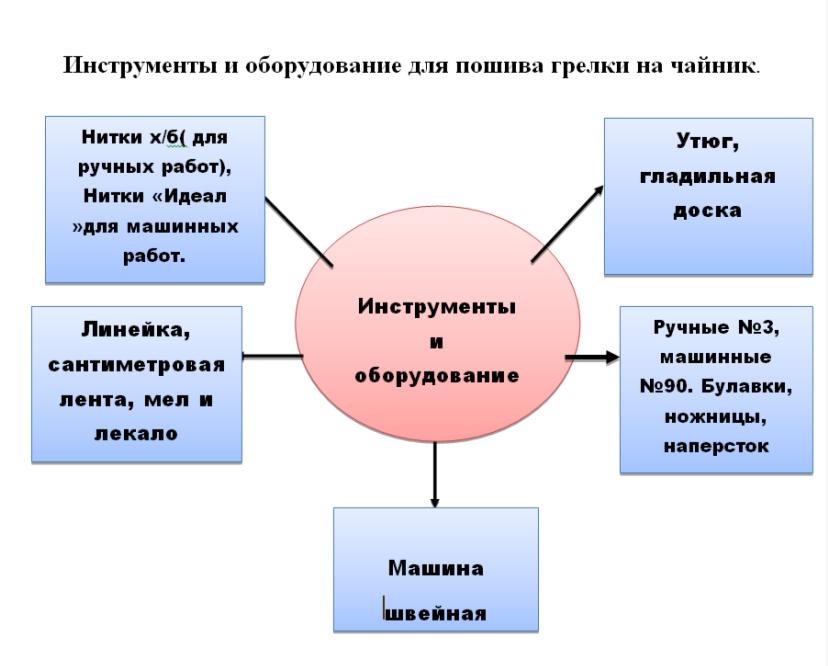 Инструменты и оборудование для пошива грелки на чайник.
Нитки х/б( для
ручных работ),
Нитки «Идеал
»для машинных
работ.
Утюг,
гладильная
доска
Инструменты
и
оборудование
Линейка,
сантиметровая
лента, мел и
лекало
Ручные №3,
машинные
№90. Булавки,
ножницы,
наперсток
Машина
швейная